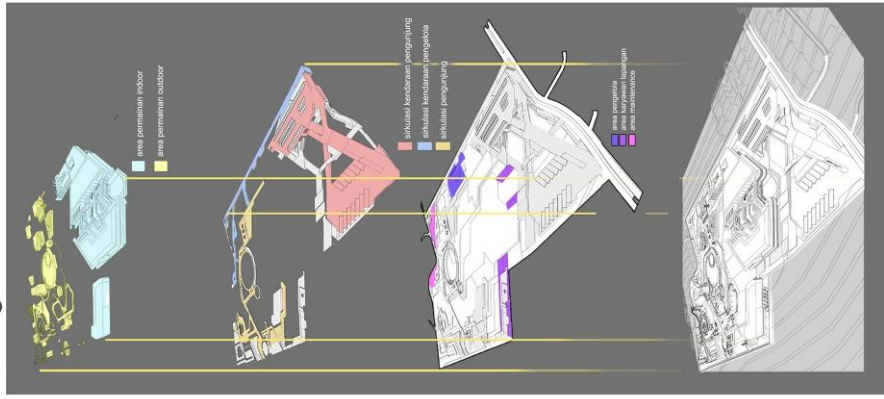 area permainan indoor
area permainan outdoor
sirkulasi kendaraan pengunjung
sirkulasi kendaraan pengelola
sirkulasi pengunjung
area pengelola
area karyawan lapangan
area maintenance